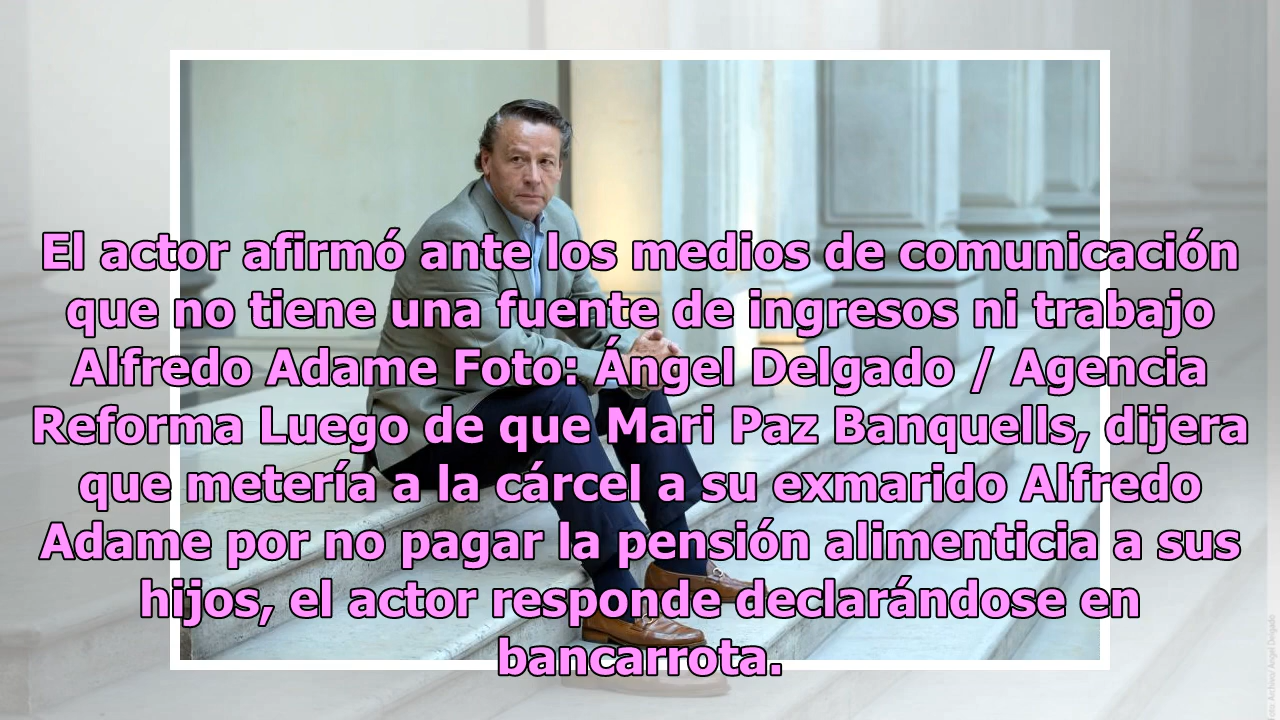 El actor afirmó ante los medios de comunicación
que no tiene una fuente de ingresos ni trabajo
Alfredo Adame Foto: Ángel Delgado / Agencia
Reforma Luego de que Mari Paz Banquells, dijera
que metería a la cárcel a su exmarido Alfredo
Adame por no pagar la pensión alimenticia a sus
hijos, el actor responde declarándose en
bancarrota.
Ángel Delgado